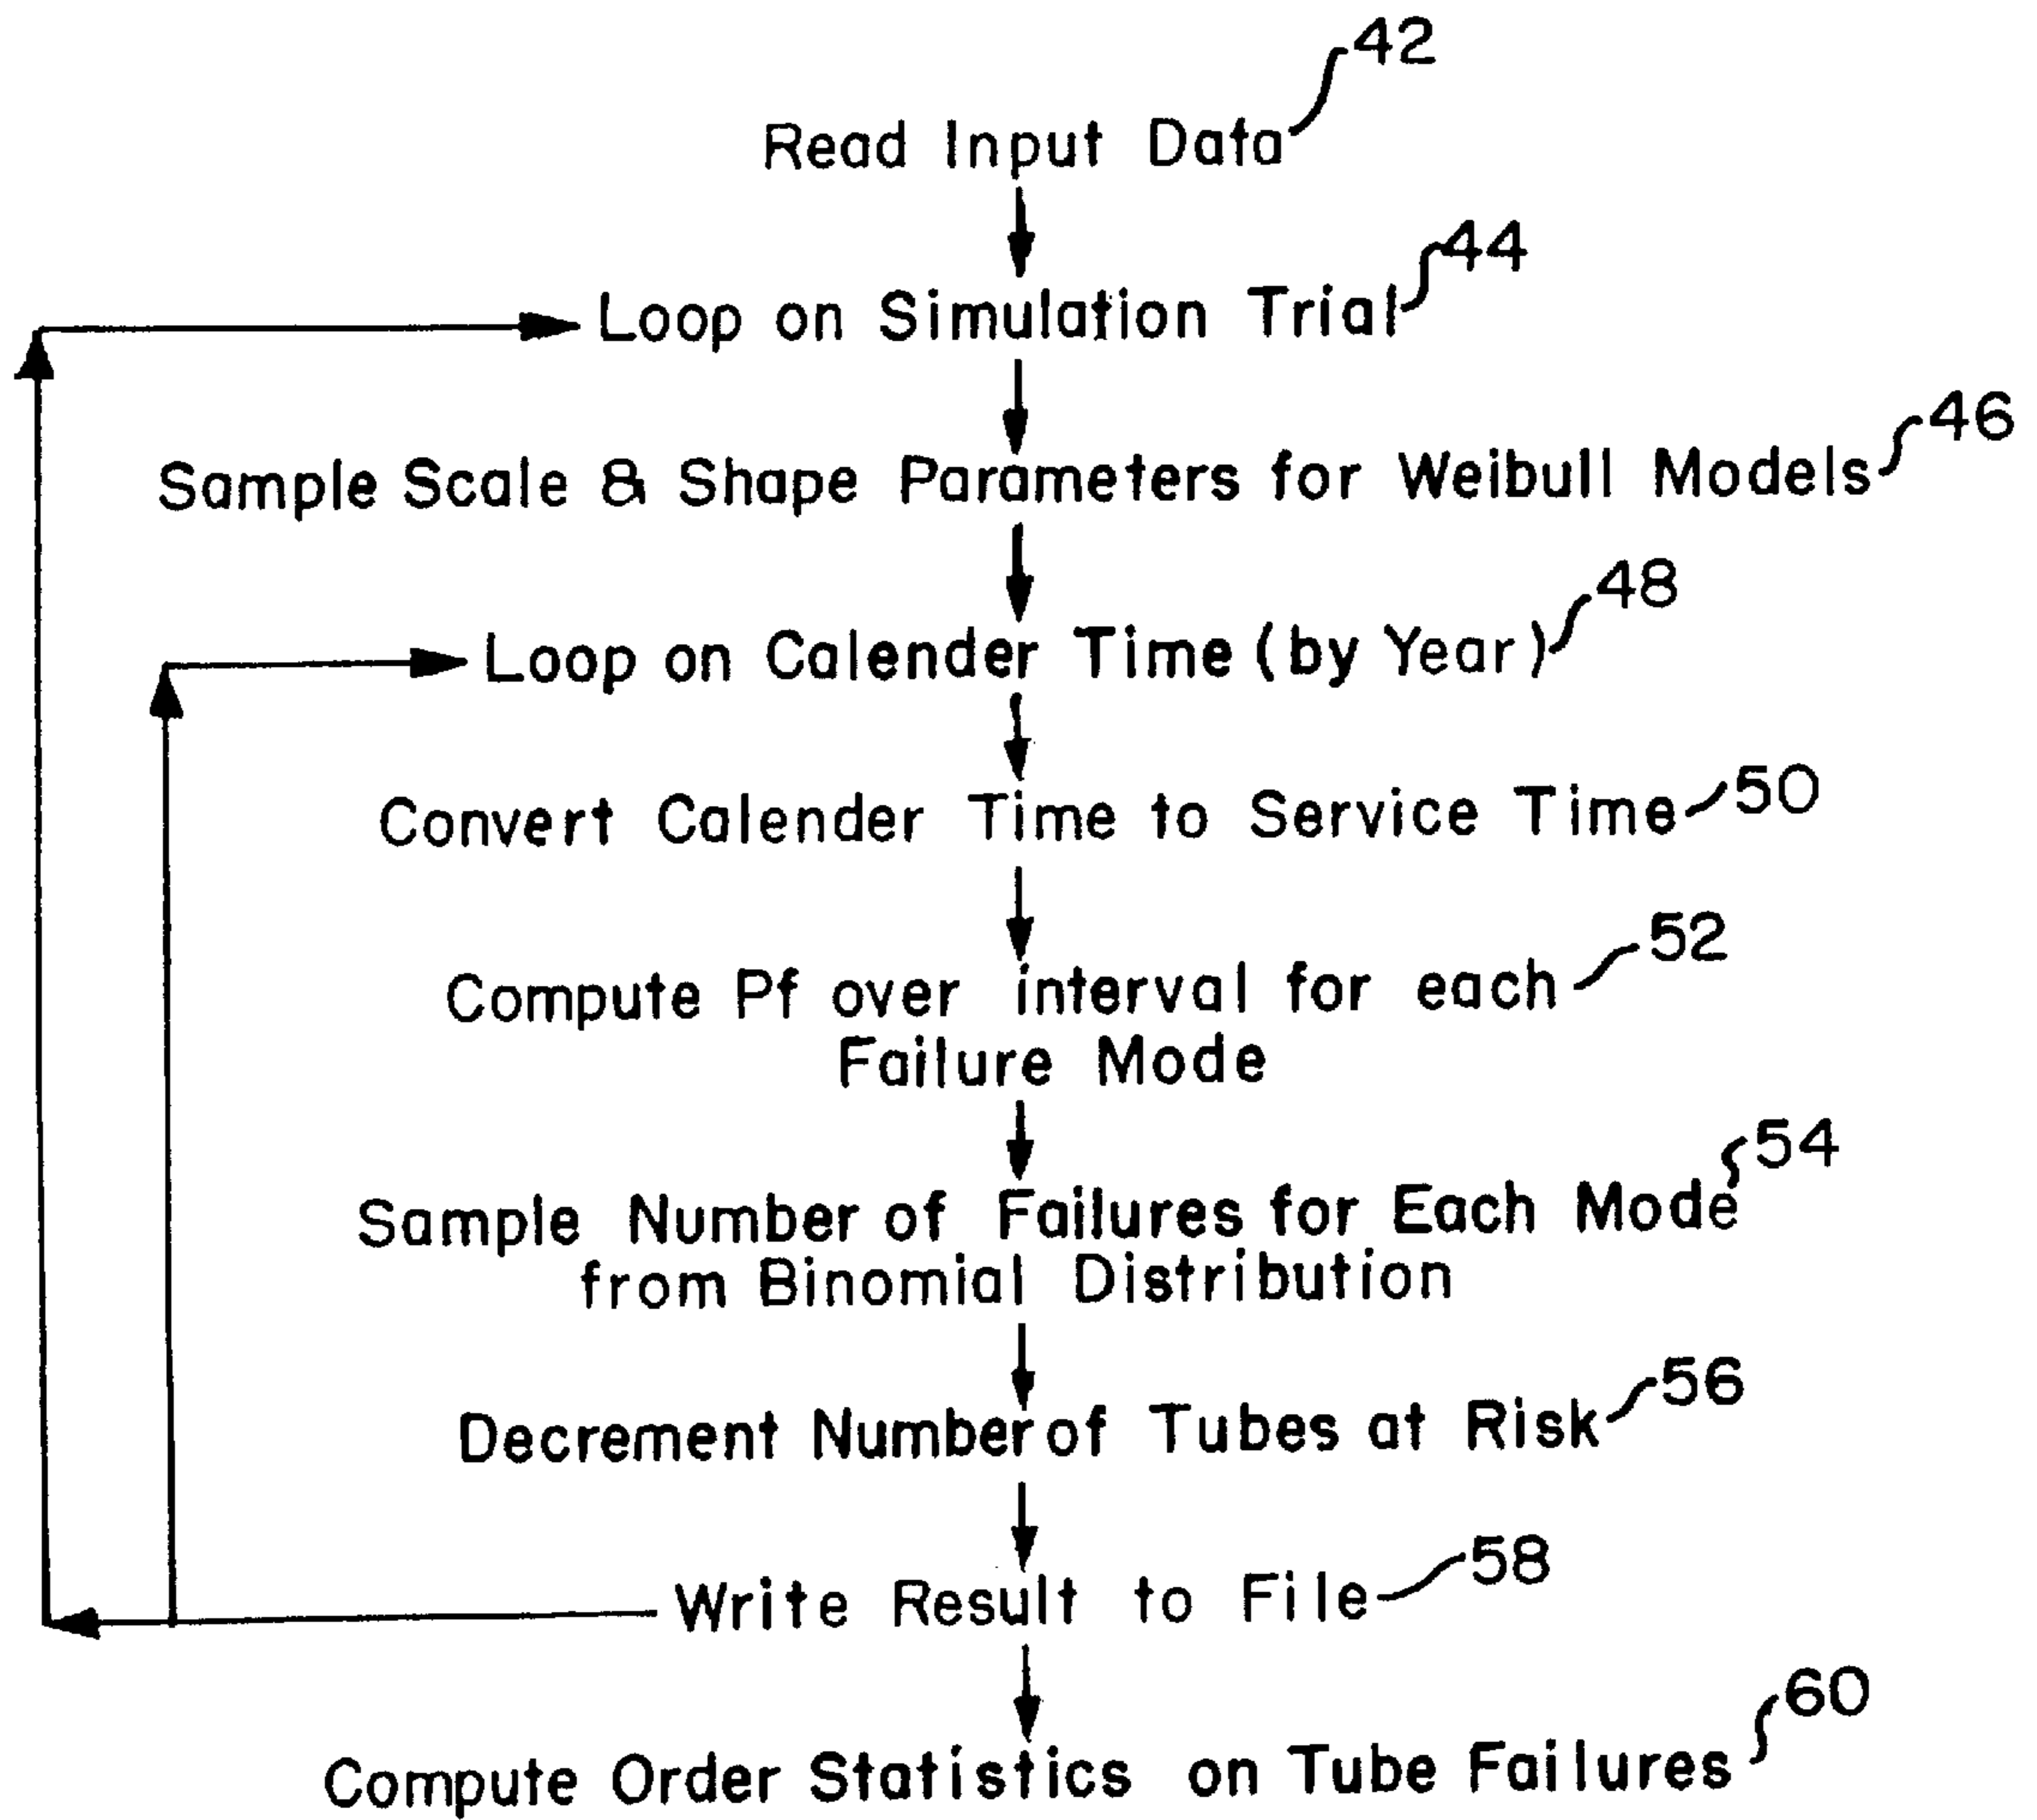 42
Read Input Data
44
Loop on Simulation Trial
46
Sample Scale & Shape Parameters for Weibull Models
48
Loop on Calender Time (by Year)
Convert Calender Time to Service Time 50
52
Compute Pf over interval for each
Failure Mode
54
Sample Number of Failures for Each Mode
from Binomial Distribution
56
Decrement Number of Tubes at Risk
58
Write Result to File
60
Compute Order Statistics on Tube Failures